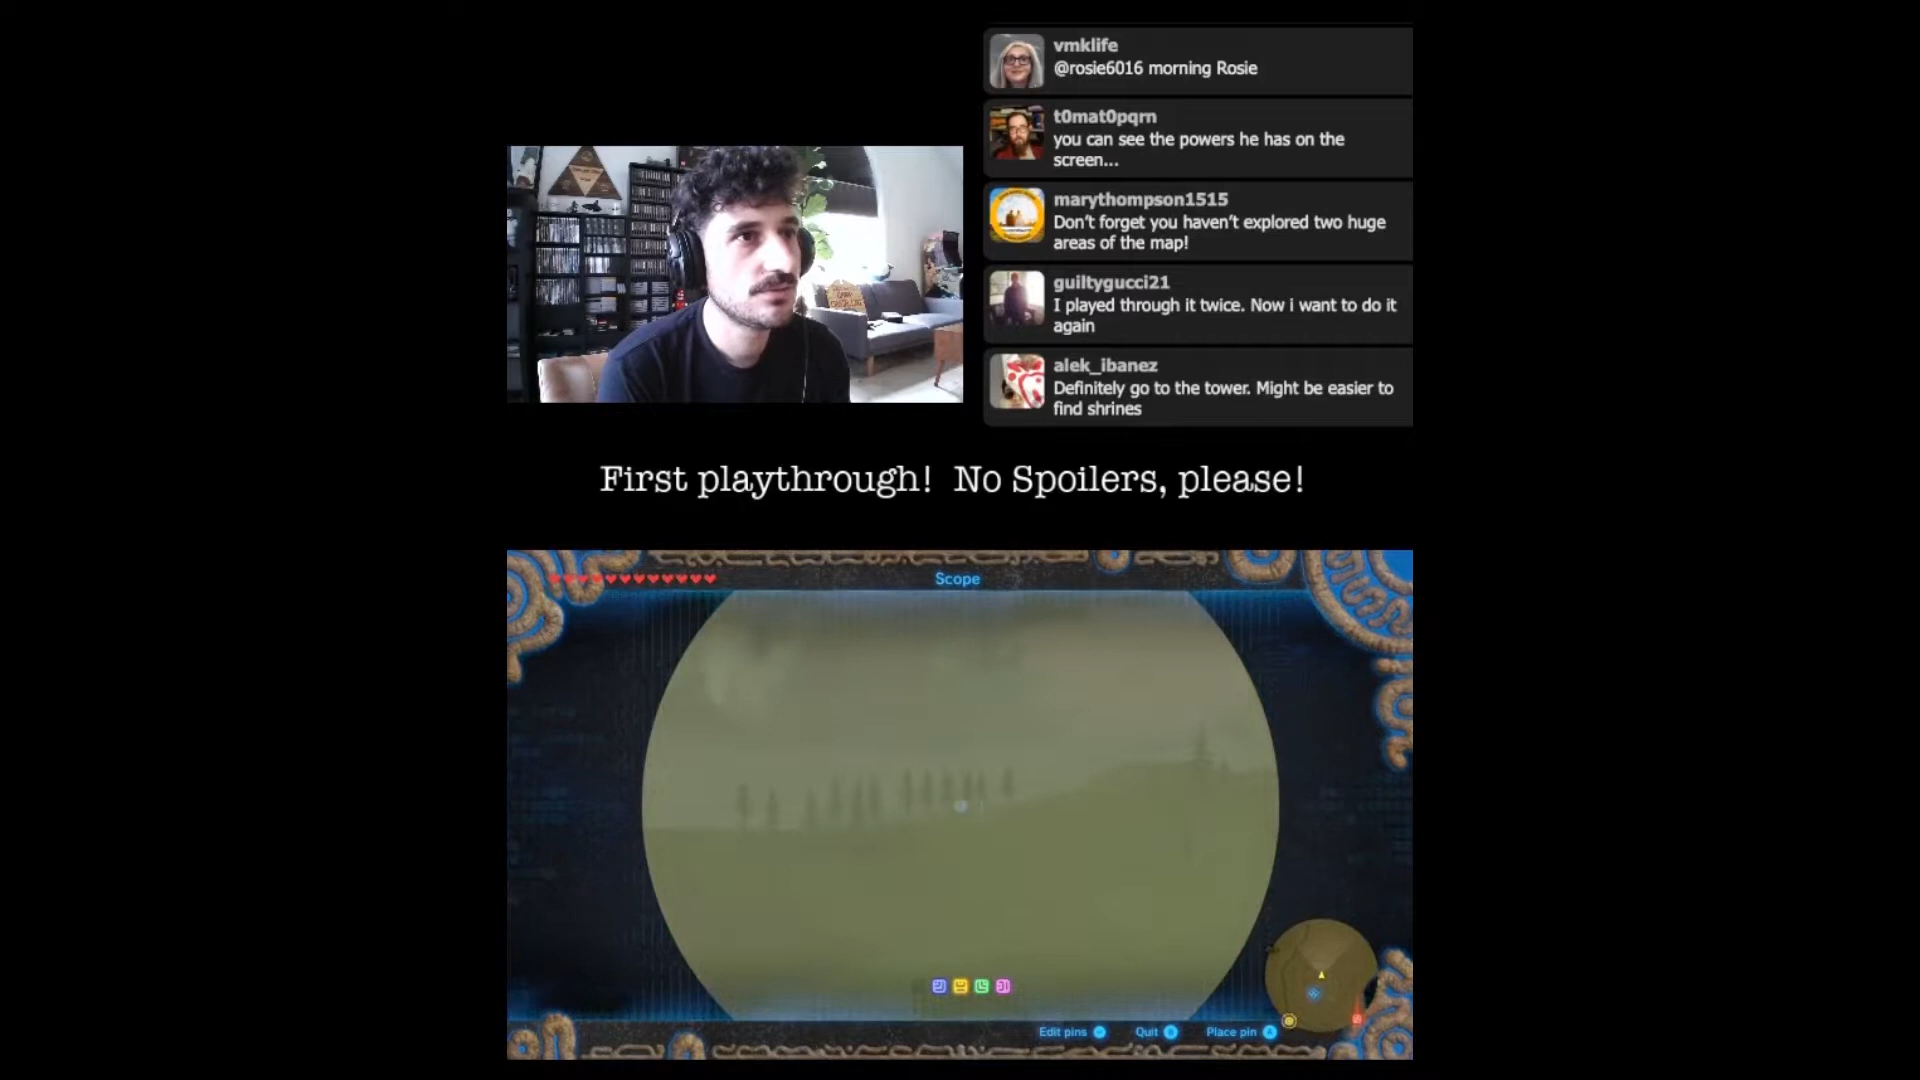 vmklife
@rosie6016 morning Rosie
t0mat0pqrn
you can see the powers he has on the
screen...
marythompson1515
Don't forget you haven't explored two huge
areas of the map!
guiltygucci21
I played through it twice. Now i want to do it
again
alek_ibanez
Definitely go to the tower. Might be easier to
find shrines
First playthrough! No Spoilers, please!
Scope
Edit pins
Quit
Place pin